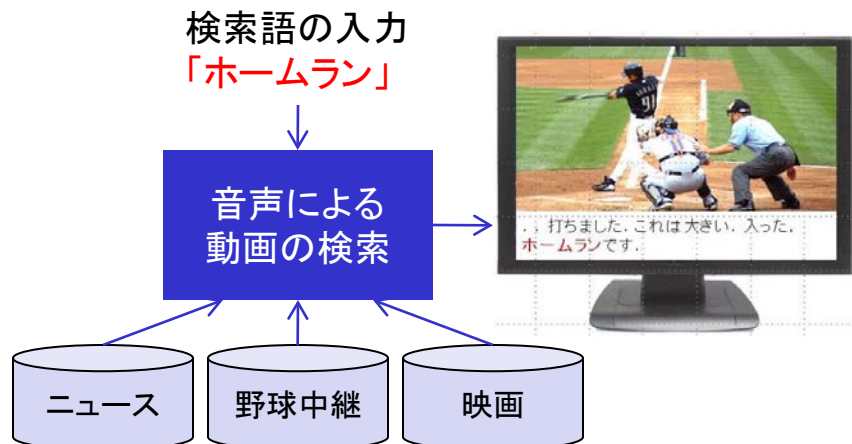 検索語の入力
「ホームラン」
音声による
動画の検索
91
．．打ちました．これは大きい．入った．
ホームランです．
ニュース
野球中継
映画